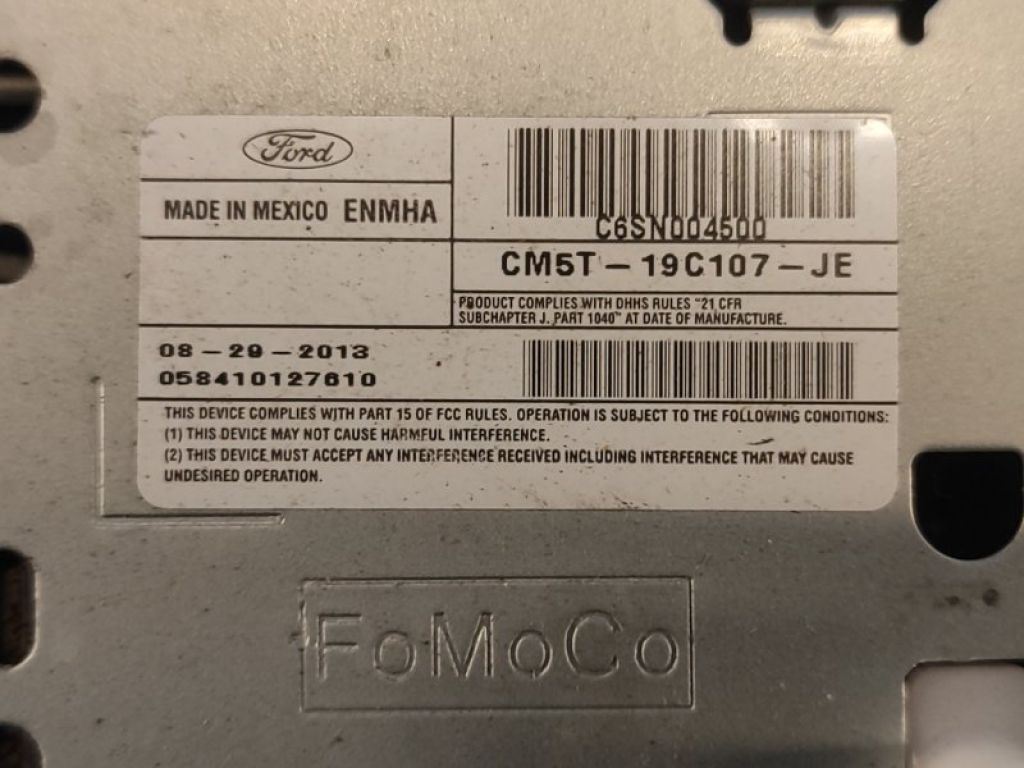 Ford
MADE IN MEXICO ENMHA
C6SN004500
CM5T-19C107-JE
PRODUCT COMPLIES WITH DHHS RULES "21 CFR
SUBCHAPTER J. PART 1040" AT DATE OF MANUFACTURE.
08-29-2013
058410127610
THIS DEVICE COMPLIES WITH PART 15 OF FCC RULES. OPERATION IS SUBJECT TO THE FOLLOWING CONDITIONS:
(1) THIS DEVICE MAY NOT CAUSE HARMFUL INTERFERENCE.
(2) THIS DEVICE MUST ACCEPT ANY INTERFERENCE RECEIVED INCLUDING INTERFERENCE THAT MAY CAUSE
UNDESIRED OPERATION.
FoMoCo